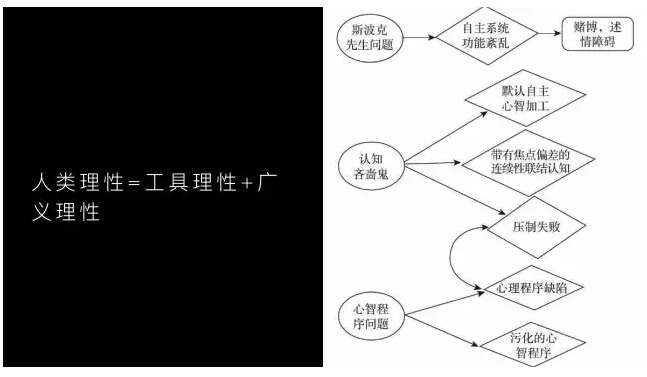 人类理性=工具理性+广
义理性
斯波克
先生问题
自主系统
功能紊乱
赌博，述
情障碍
默认自主
心智加工
认知
吝啬鬼
带有焦点偏差的
连续性联结认知
压制失败
心理程序缺陷
心智程
序问题
污化的心
智程序